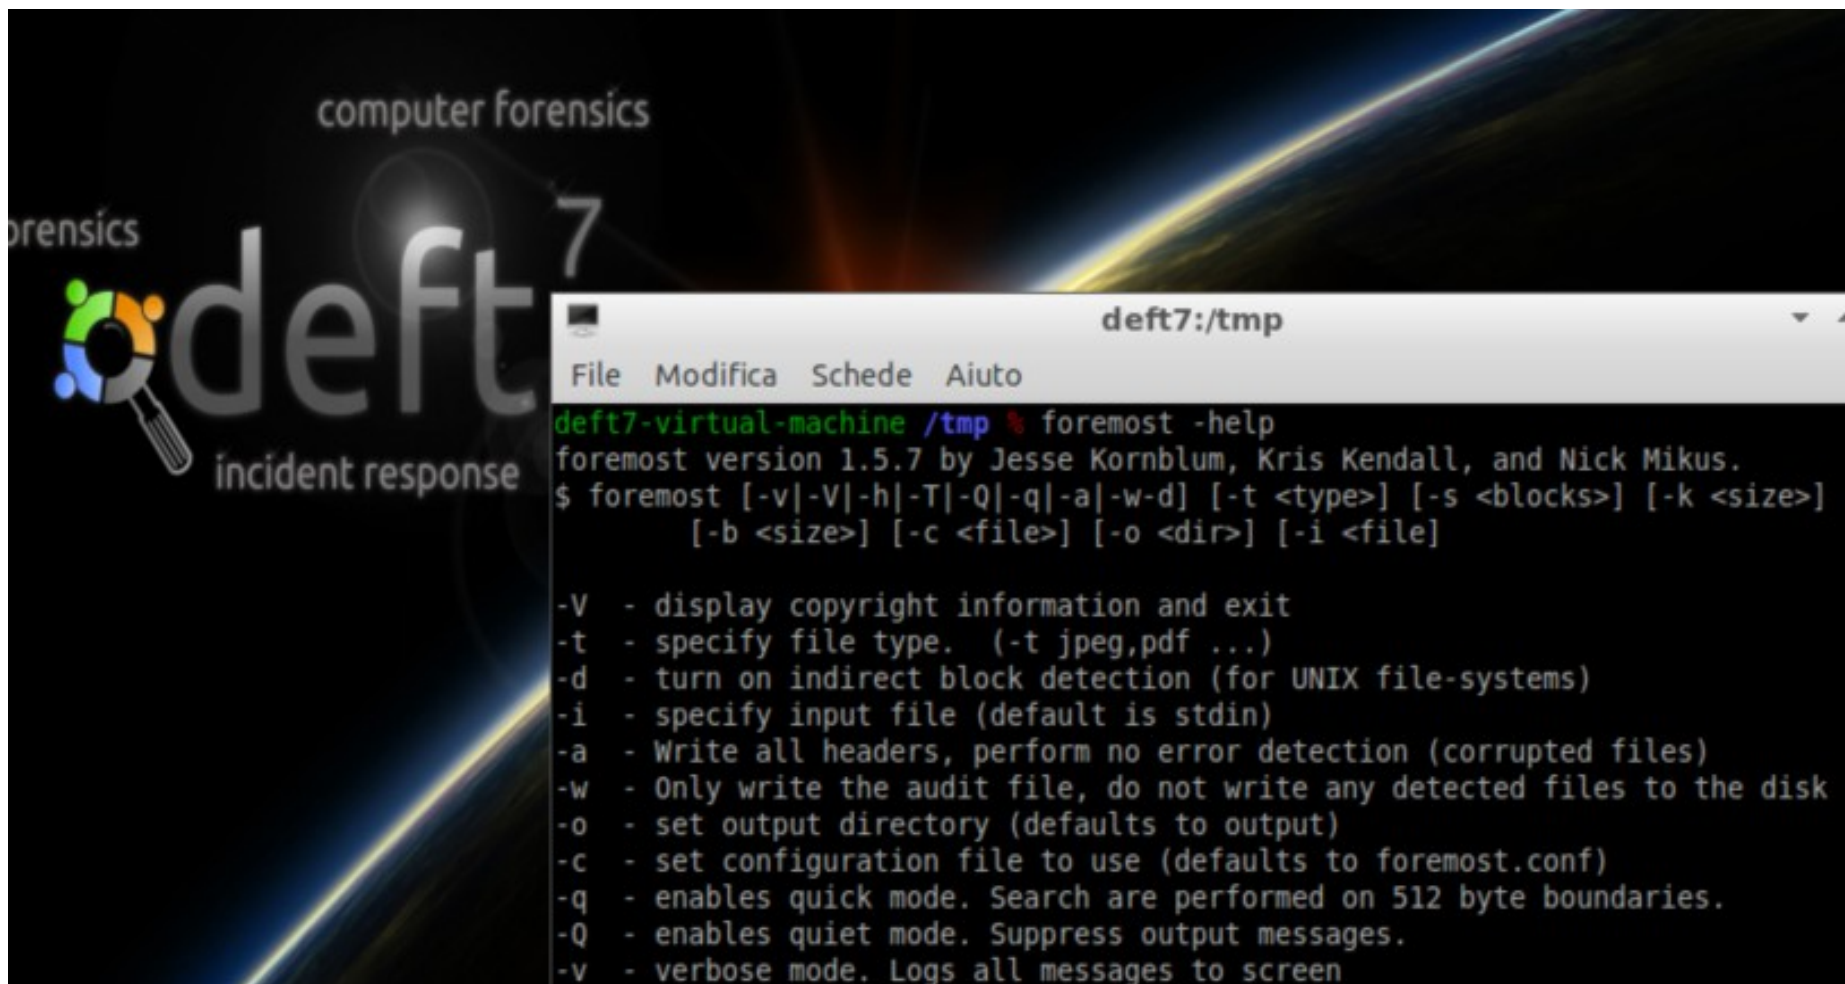 computer forensics
orensics
deft 7
incident response
deft7:/tmp
File Modifica Schede Aiuto
deft7-virtual-machine /tmp % foremost -help
foremost version 1.5.7 by Jesse Kornblum, Kris Kendall, and Nick Mikus.
$ foremost [-v|-V|-h|-T|-Q|-q|-a|-w-d] [-t <type>] [-s <blocks>] [-k <size>]
        [-b <size>] [-c <file>] [-o <dir>] [-i <file]
-V  - display copyright information and exit
-t  - specify file type.  (-t jpeg,pdf ...)
-d  - turn on indirect block detection (for UNIX file-systems)
-i  - specify input file (default is stdin)
-a  - Write all headers, perform no error detection (corrupted files)
-w  - Only write the audit file, do not write any detected files to the disk
-o  - set output directory (defaults to output)
-c  - set configuration file to use (defaults to foremost.conf)
-q  - enables quick mode. Search are performed on 512 byte boundaries.
-Q  - enables quiet mode. Suppress output messages.
-v  - verbose mode. Logs all messages to screen